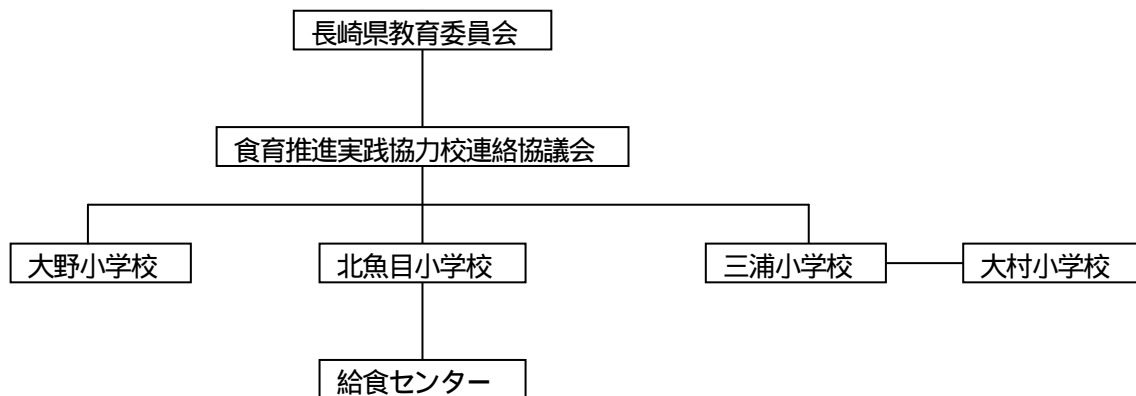 長崎県教育委員会
食育推進実践協力校連絡協議会
大野小学校
北魚目小学校
三浦小学校
大村小学校
給食センター